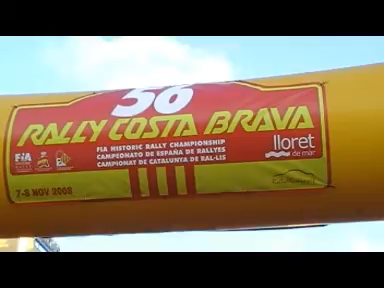 56
RALLY COSTA BRAVA
FIA HISTORIC RALLY CHAMPIONSHIP
CAMPEONATO DE ESPAÑA DE RALLYES
CAMPIONAT DE CATALUNYA DE RAL·LIS
FIA
lloret
de mar
7-8 NOV 2008